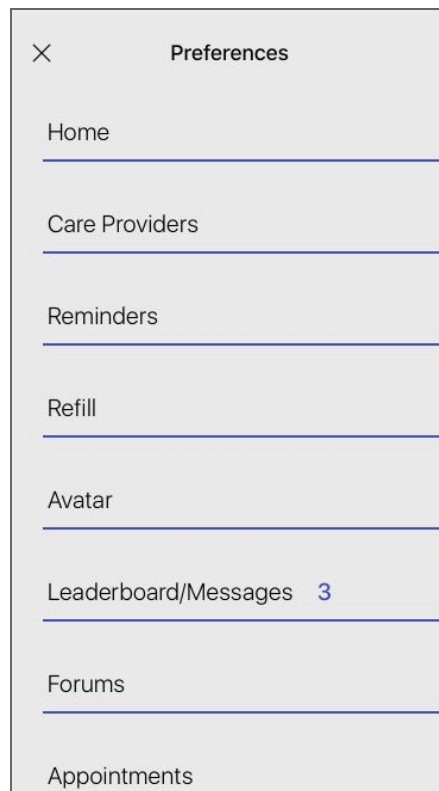 Preferences
Home
Care Providers
Reminders
Refill
Avatar
Leaderboard/Messages 3
Forums
Appointments